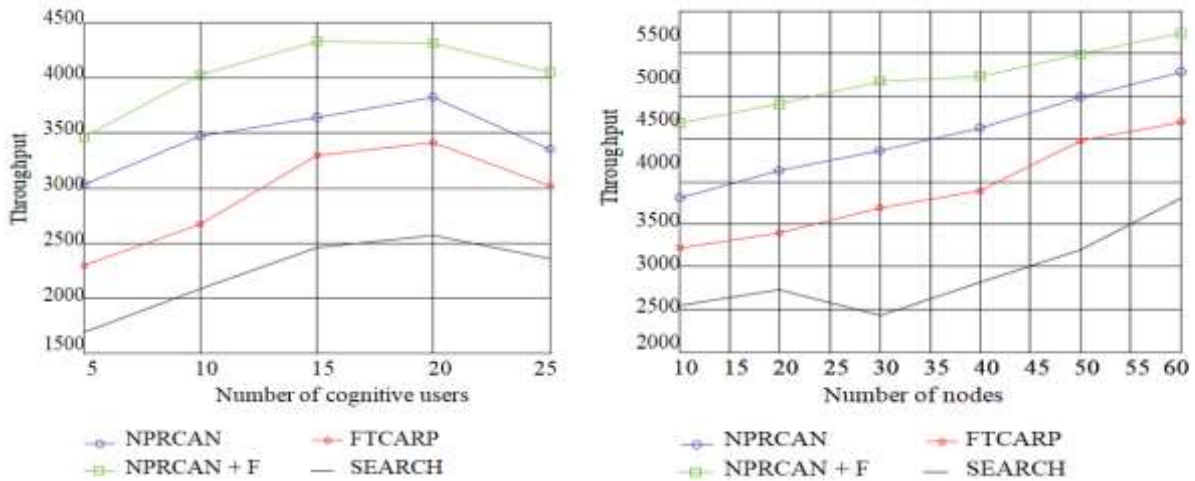 4500
4000
3500
3000
2500
2000
1500
Throughput
5 10 15 20 25
Number of cognitive users
NPRCAN FTCARP
NPRCAN + F SEARCH
5500
5000
4500
4000
3500
3000
2500
2000
Throughput
10 15 20 25 30 35 40 45 50 55 60
Number of nodes
NPRCAN FTCARP
NPRCAN + F SEARCH